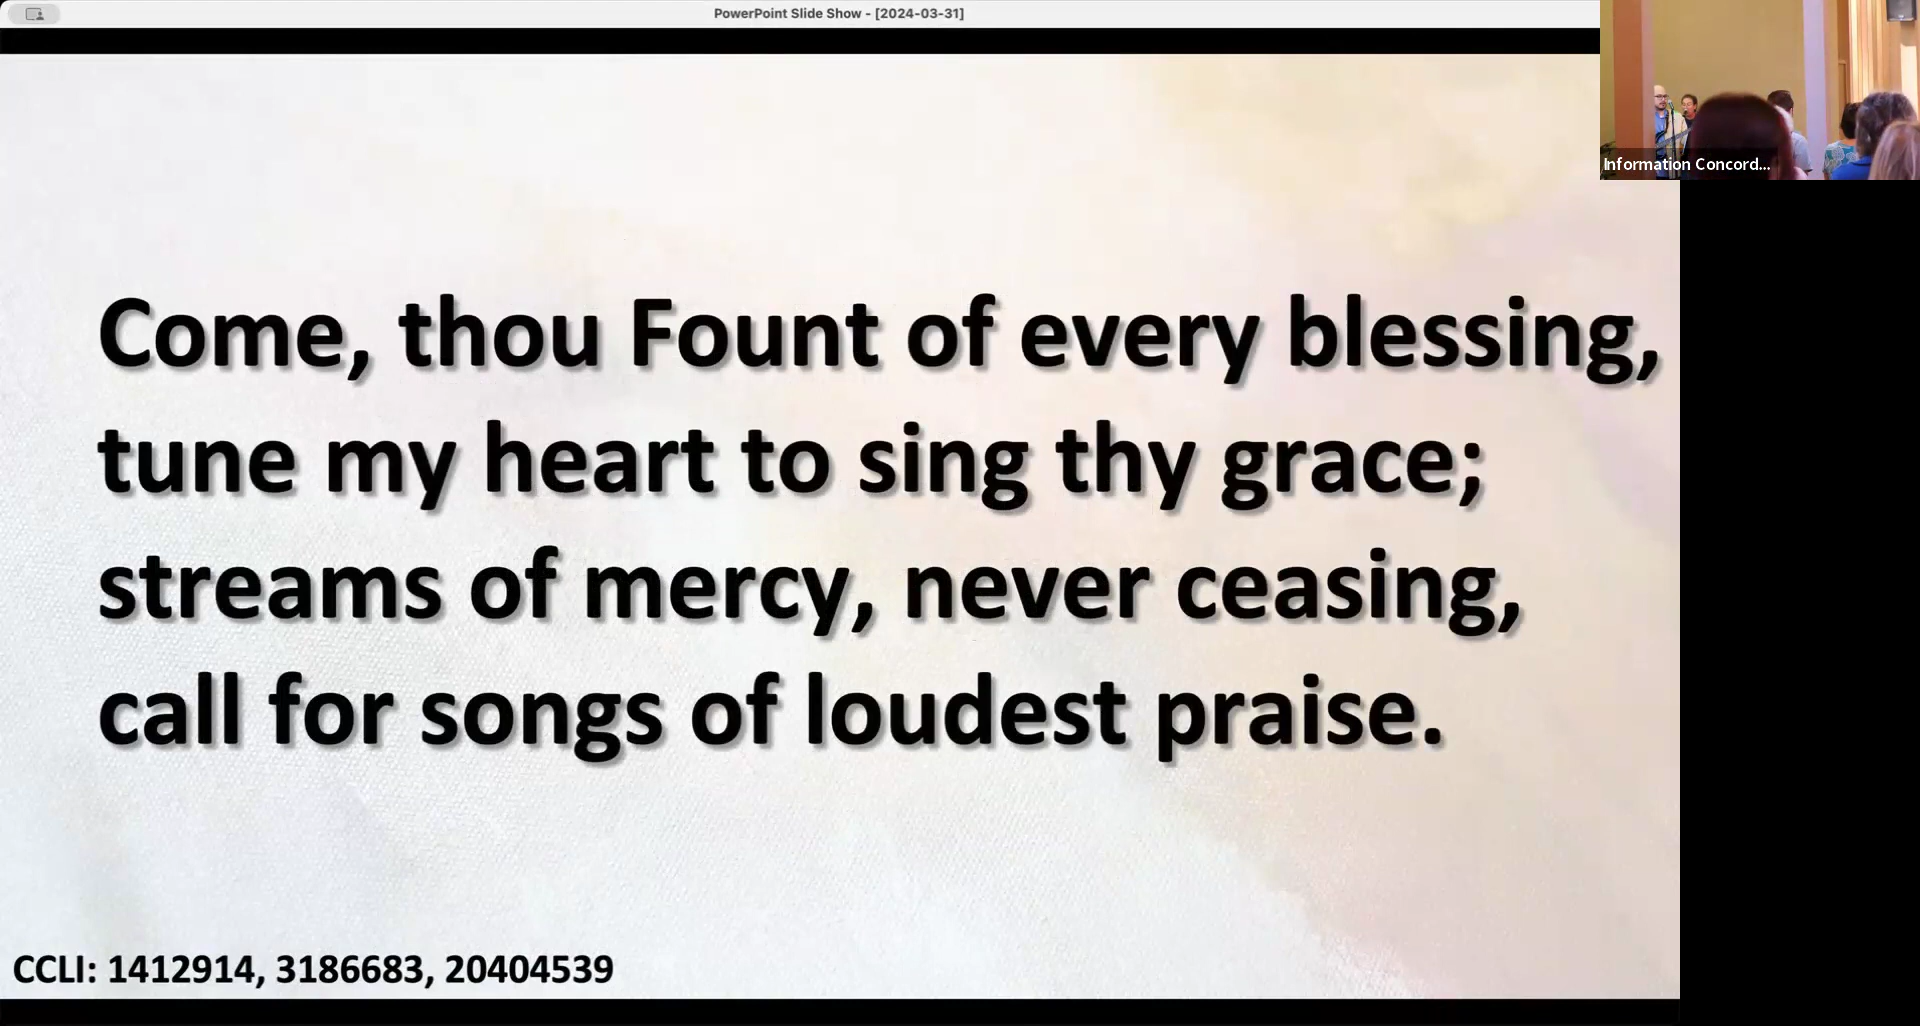 PowerPoint Slide Show - [2024-03-31]
Information Concord...
Come, thou Fount of every blessing,
tune my heart to sing thy grace;
streams of mercy, never ceasing,
call for songs of loudest praise.
CCLI: 1412914, 3186683, 20404539